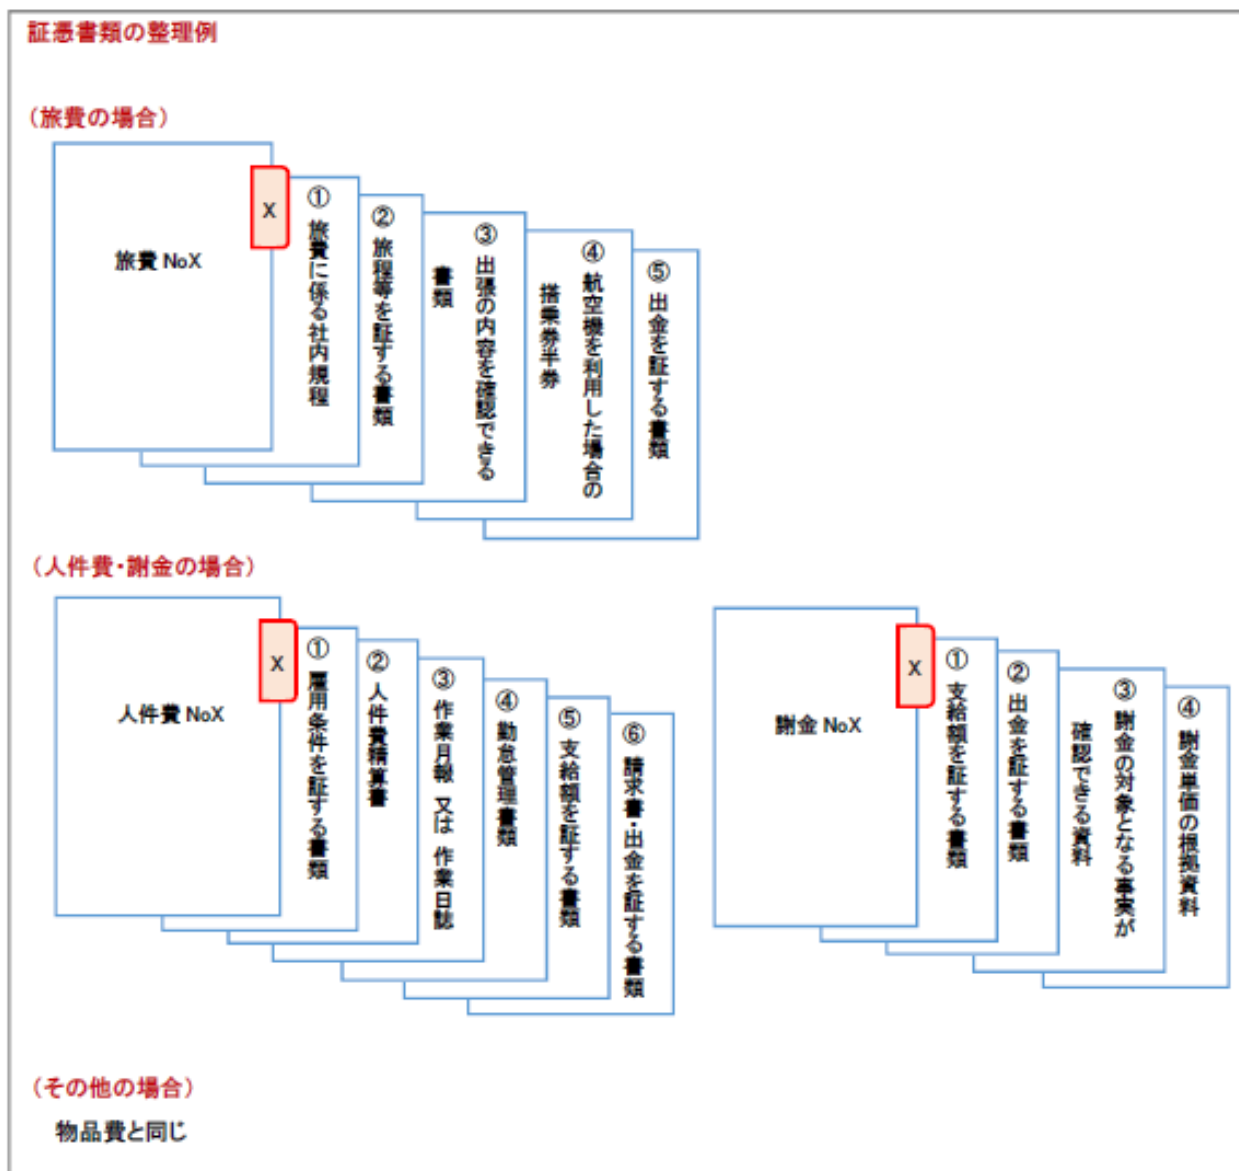 証憑書類の整理例
（旅費の場合）
旅費 NoX
X
① 旅費に係る社内規程
② 旅程等を証する書類
③ 出張の内容を確認できる
書類
④ 航空機を利用した場合の
搭乗券半券
⑤ 出金を証する書類
（人件費・謝金の場合）
人件費 NoX
X
① 雇用条件を証する書類
② 人件費精算書
③ 作業月報 又は 作業日誌
④ 勤怠管理書類
⑤ 支給額を証する書類
⑥ 請求書・出金を証する書類
謝金 NoX
X
① 支給額を証する書類
② 出金を証する書類
③ 謝金の対象となる事実が
確認できる資料
④ 謝金単価の根拠資料
（その他の場合）
物品費と同じ